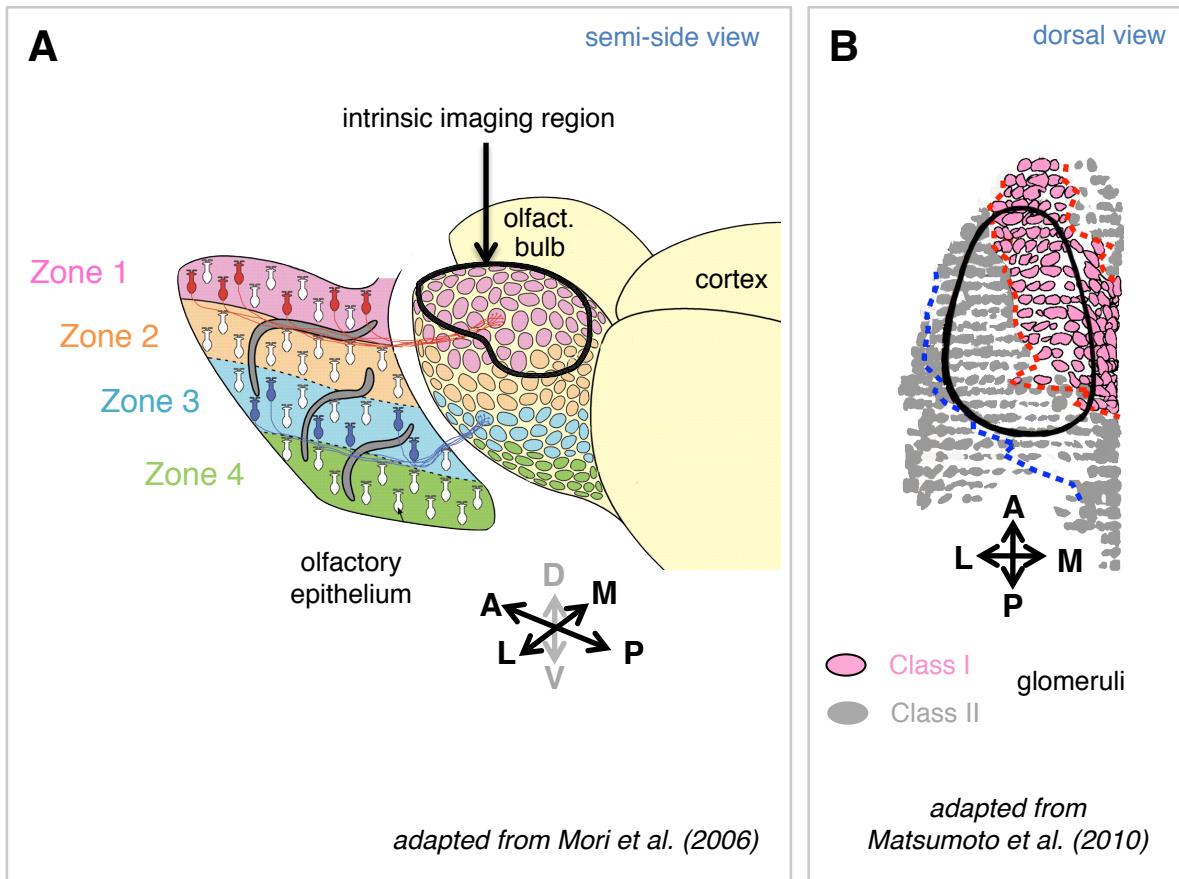 A
semi-side view
intrinsic imaging region
olfact.
bulb
cortex
Zone 1
Zone 2
Zone 3
Zone 4
olfactory
epithelium
D
A
M
L
P
V
adapted from Mori et al. (2006)
B
dorsal view
A
L
M
P
Class I
glomeruli
Class II
adapted from
Matsumoto et al. (2010)